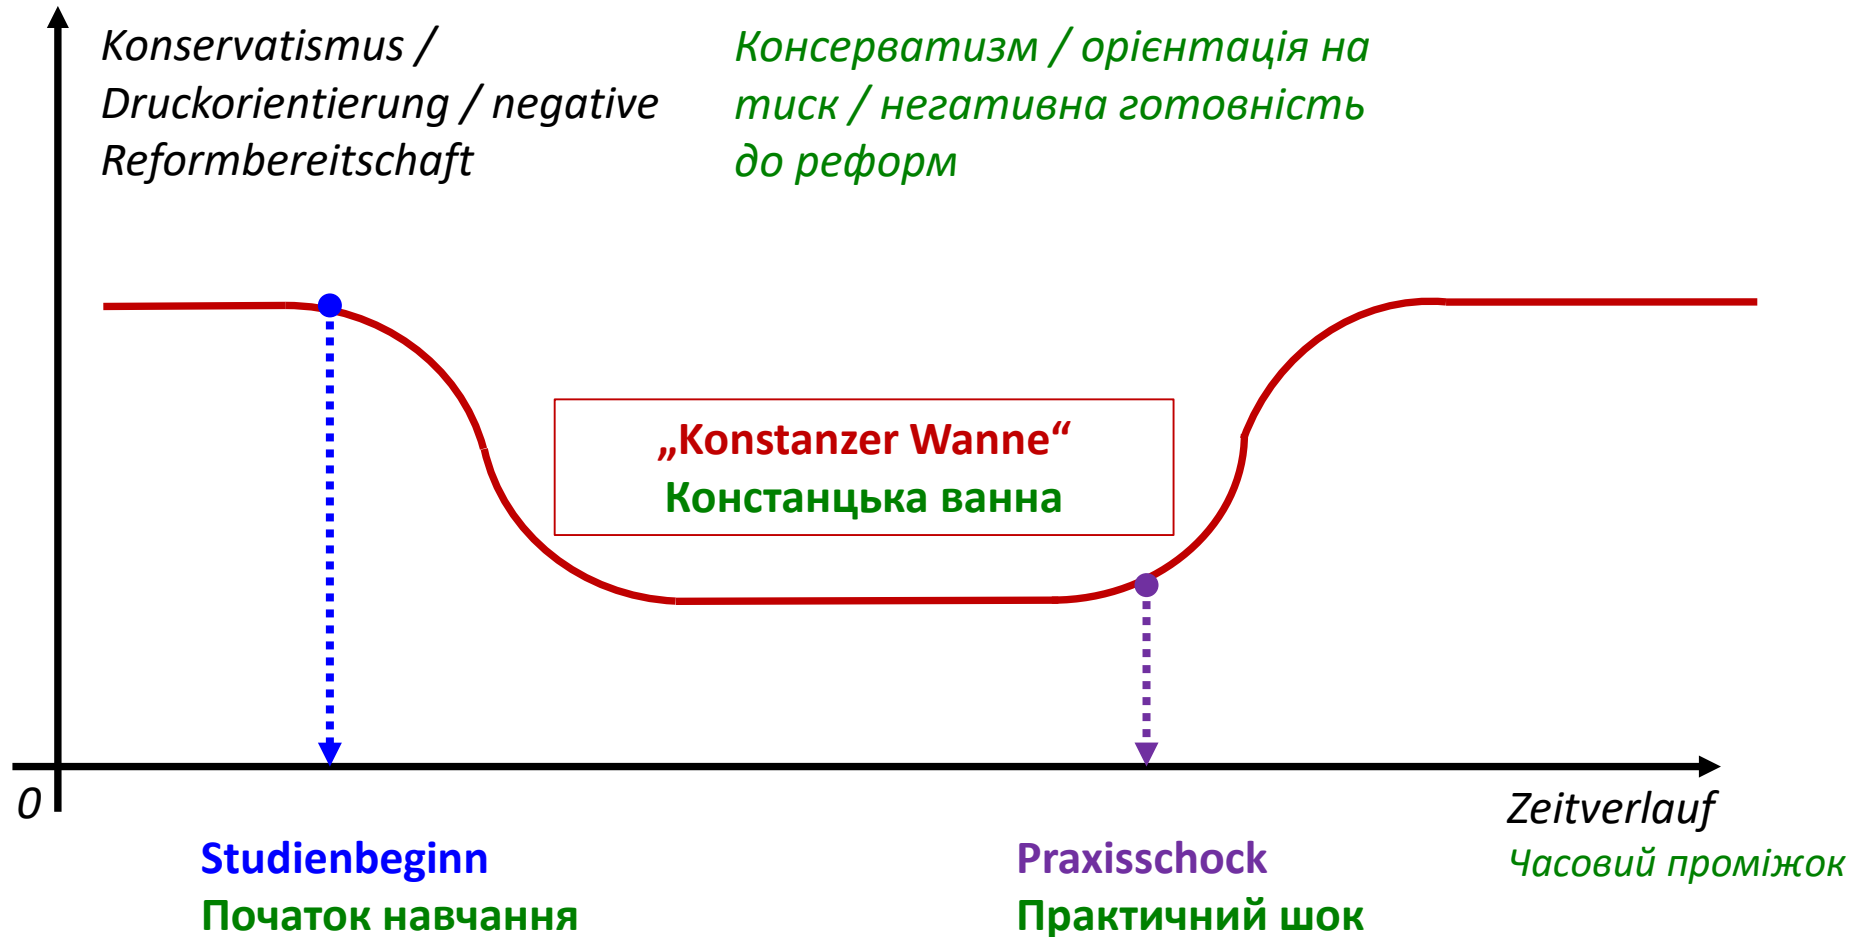 Konservatismus /
Druckorientierung / negative
Reformbereitschaft
Консерватизм / орієнтація на
тиск / негативна готовність
до реформ
„Konstanzer Wanne“
Констанцька ванна
0
Zeitverlauf
Часовий проміжок
Studienbeginn
Початок навчання
Praxisschock
Практичний шок